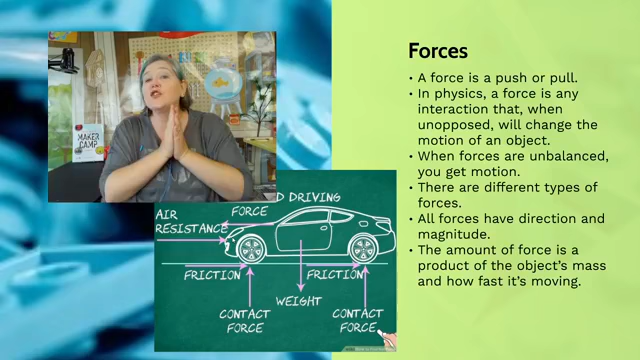 Forces
• A force is a push or pull.
• In physics, a force is any
interaction that, when
unopposed, will change the
motion of an object.
• When forces are unbalanced,
you get motion.
• There are different types of
forces.
• All forces have direction and
magnitude.
• The amount of force is a
product of the object's mass
and how fast it's moving.
MAKER
CAMP
D DRIVING
FORCE
AIR
RESISTANCE
FRICTION
FRICTION
WEIGHT
CONTACT
FORCE
CONTACT
FORCE